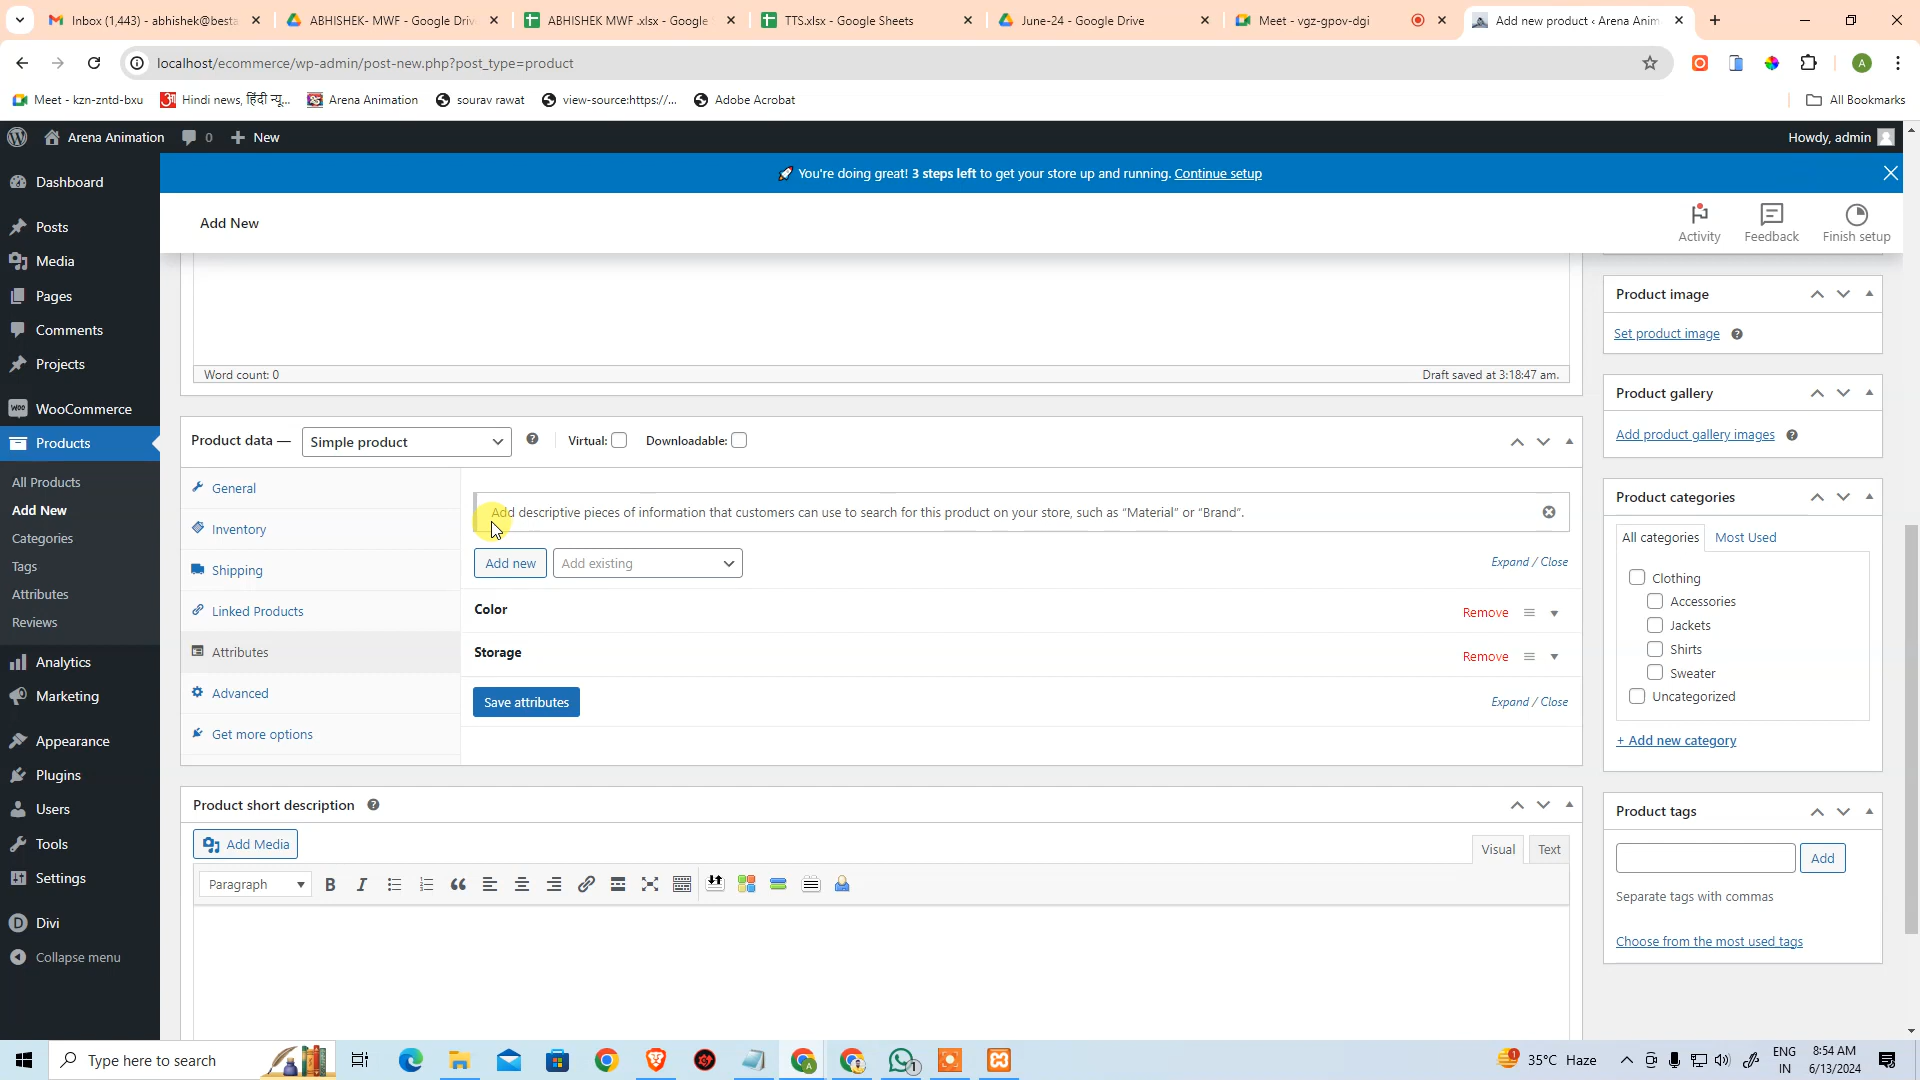 Inbox (1,443) - abhishek@besta
ABHISHEK- MWF - Google Driv
ABHISHEK MWF .xlsx - Google
TTS.xlsx - Google Sheets
June-24 - Google Drive
Meet - vgz-gpov-dgi
Add new product ‹ Arena Anim
localhost/ecommerce/wp-admin/post-new.php?post_type=product
A
Meet - kzn-zntd-bxu
Hindi news, हिंदी न्यू...
Arena Animation
sourav rawat
view-source:https://...
Adobe Acrobat
All Bookmarks
Arena Animation
0
New
Howdy, admin
You're doing great! 3 steps left to get your store up and running. Continue setup
Add New
Activity
Feedback
Finish setup
Dashboard
Posts
Media
Pages
Comments
Projects
WooCommerce
Products
All Products
Add New
Categories
Tags
Attributes
Reviews
Analytics
Marketing
Appearance
Plugins
Users
Tools
Settings
Divi
Collapse menu
Word count: 0
Draft saved at 3:18:47 am.
Product data —
Simple product
Virtual:
Downloadable:
General
Inventory
Shipping
Linked Products
Attributes
Advanced
Get more options
Add descriptive pieces of information that customers can use to search for this product on your store, such as “Material” or “Brand”.
Add new
Add existing
Expand / Close
Color
Remove
Storage
Remove
Save attributes
Expand / Close
Product short description
Add Media
Visual
Text
Paragraph
B
I
Product image
Set product image
Product gallery
Add product gallery images
Product categories
All categories
Most Used
Clothing
Accessories
Jackets
Shirts
Sweater
Uncategorized
+ Add new category
Product tags
Add
Separate tags with commas
Choose from the most used tags
Type here to search
1
35°C Haze
ENG
IN
8:54 AM
6/13/2024